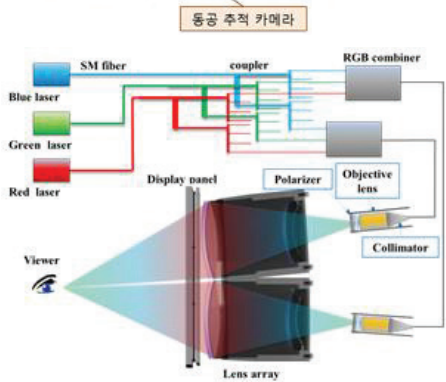 동공 추적 카메라
SM fiber
coupler
RGB combiner
Blue laser
Green laser
Red laser
Display panel
Polarizer
Objective
lens
Collimator
Viewer
Lens array